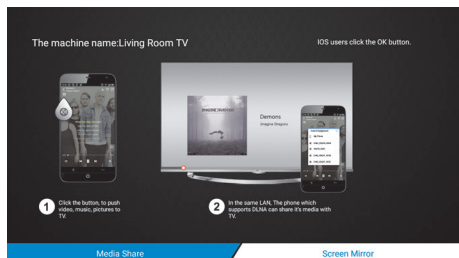 The machine name:Living Room TV
IOS users click the OK button.
IMAGINE DRAGONS
Demons
Imagine Dragons
1
Click the button, to push
video, music, pictures to
TV.
2
In the same LAN, The phone which
supports DLNA can share it's media with
TV.
Media Share
Screen Mirror